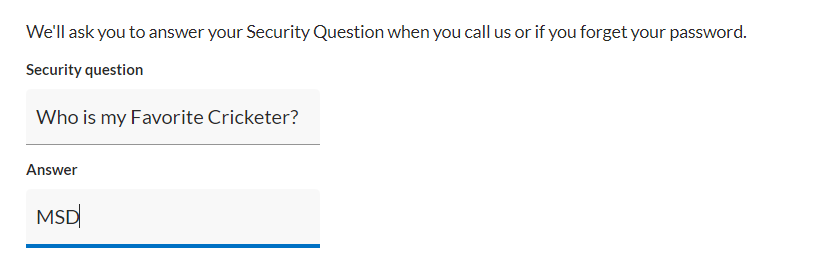 We'll ask you to answer your Security Question when you call us or if you forget your password.
Security question
Who is my Favorite Cricketer?
Answer
MSD